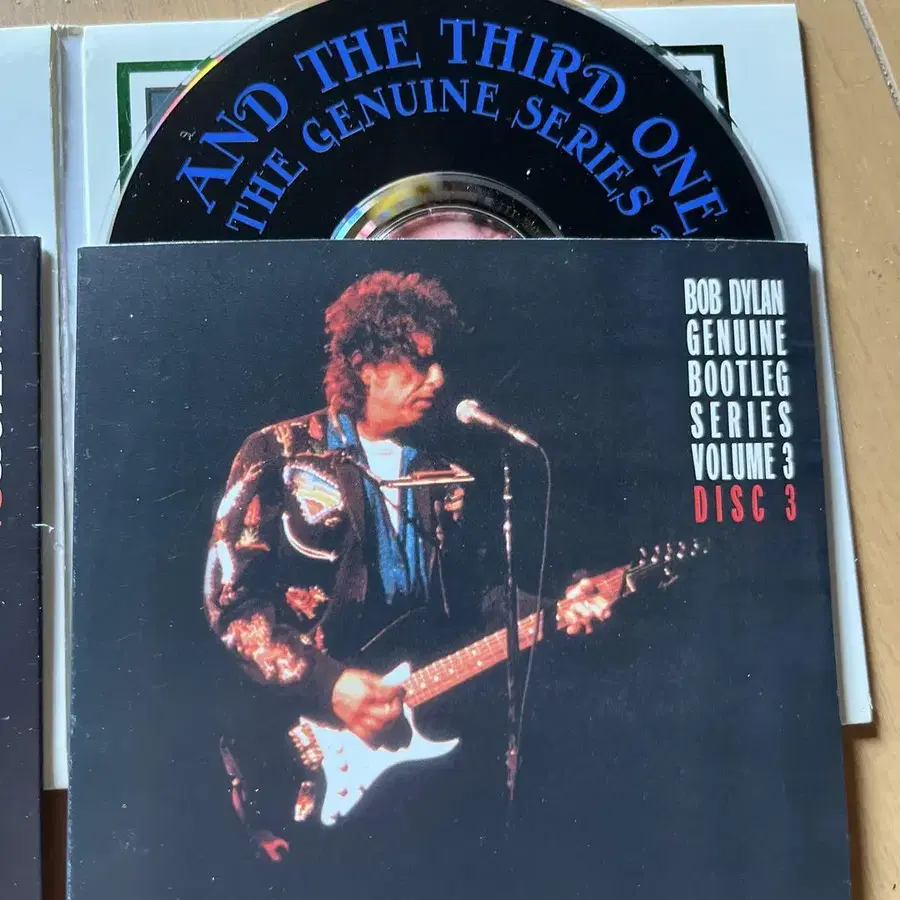 AND THE THIRD ONE
THE GENUINE SERIES
BOB DYLAN
GENUINE
BOOTLEG
SERIES
VOLUME 3
DISC 3